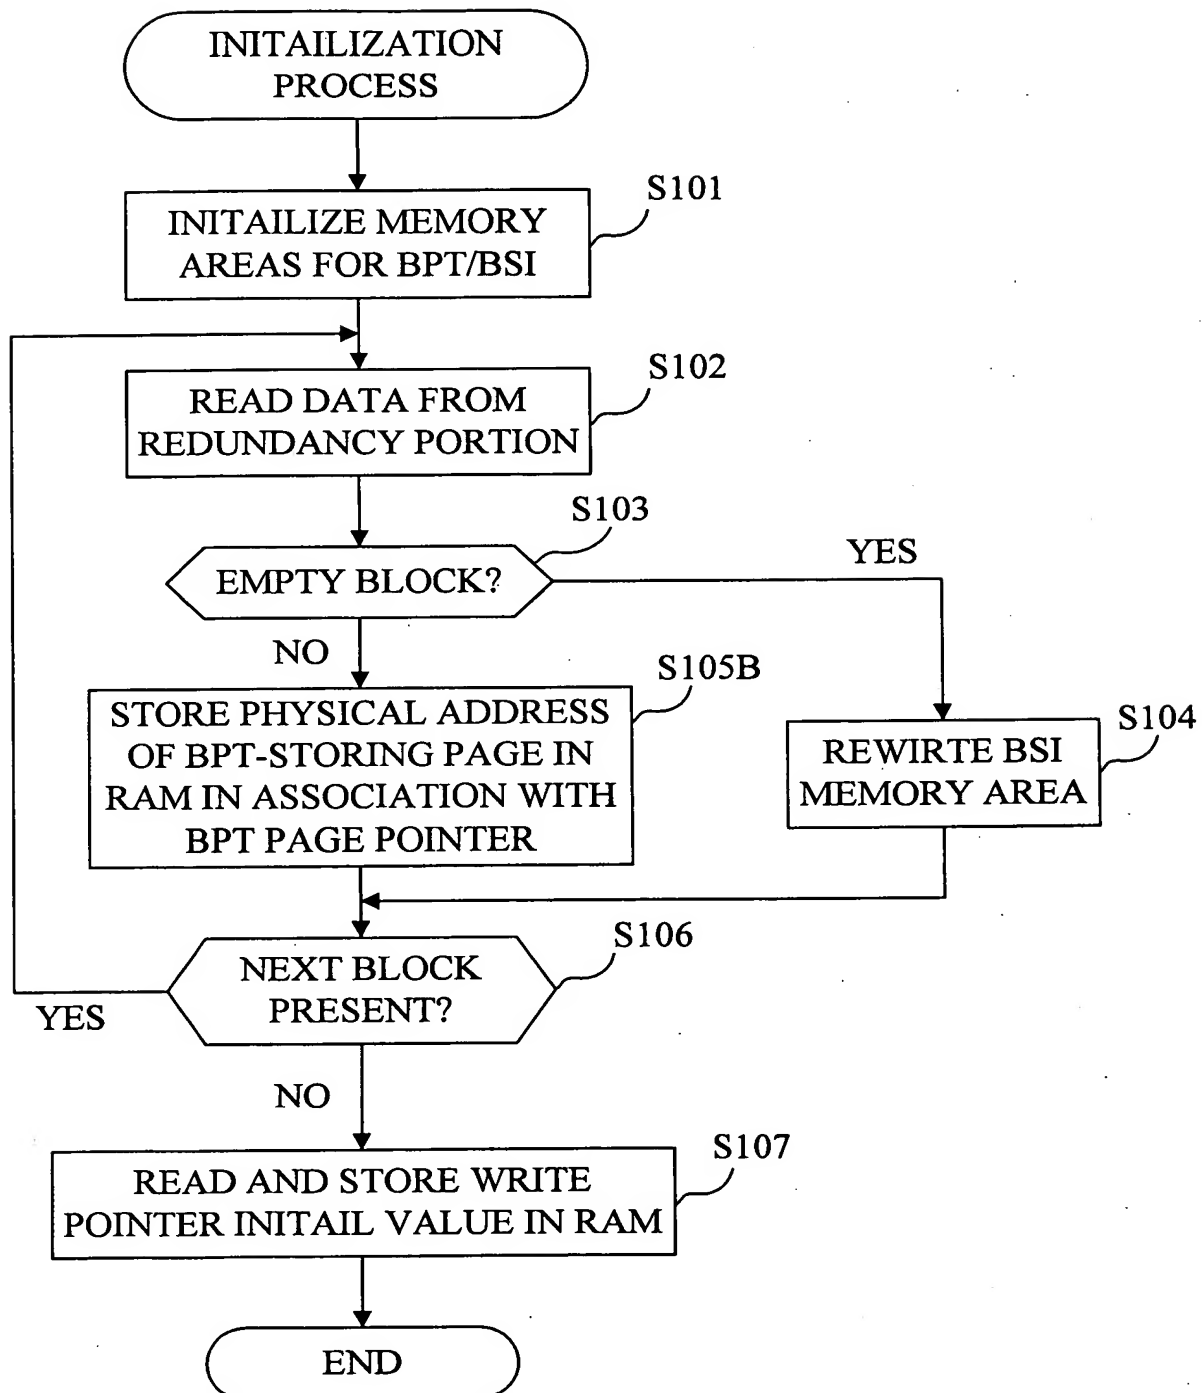 INITAILIZATION
PROCESS
S101
INITAILIZE MEMORY
AREAS FOR BPT/BSI
S102
READ DATA FROM
REDUNDANCY PORTION
S103
EMPTY BLOCK?
YES
NO
S105B
STORE PHYSICAL ADDRESS
OF BPT-STORING PAGE IN
RAM IN ASSOCIATION WITH
BPT PAGE POINTER
S104
REWIRTE BSI
MEMORY AREA
S106
NEXT BLOCK
PRESENT?
YES
NO
S107
READ AND STORE WRITE
POINTER INITAIL VALUE IN RAM
END